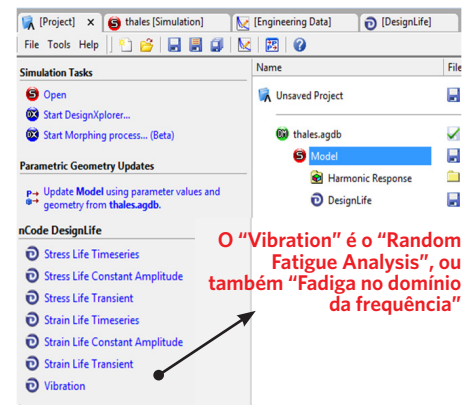 [Project] x thales [Simulation] [Engineering Data] [DesignLife]
File Tools Help
Simulation Tasks
Open
Start DesignXplorer...
Start Morphing process... (Beta)
Parametric Geometry Updates
Update Model using parameter values and
geometry from thales.agdb.
nCode DesignLife
Stress Life Timeseries
Stress Life Constant Amplitude
Stress Life Transient
Strain Life Timeseries
Strain Life Constant Amplitude
Strain Life Transient
Vibration
Name File
Unsaved Project
thales.agdb
Model
Harmonic Response
DesignLife
O “Vibration” é o “Random
Fatigue Analysis”, ou
também “Fadiga no domínio
da frequência”